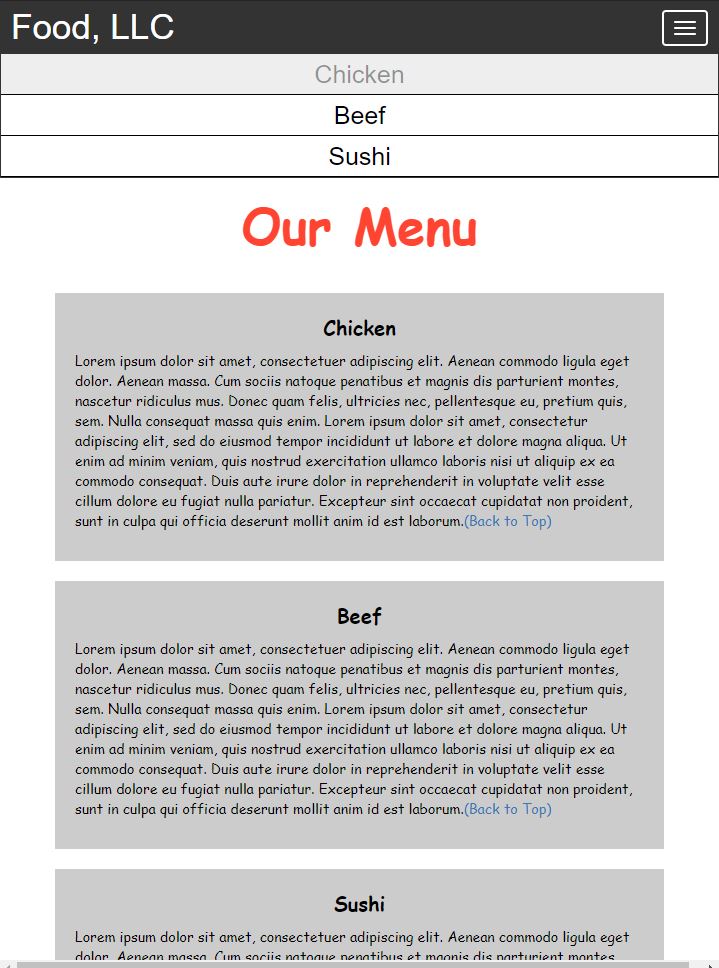 Food, LLC
Chicken
Beef
Sushi
Our Menu
Chicken
Lorem ipsum dolor sit amet, consectetuer adipiscing elit. Aenean commodo ligula eget
dolor. Aenean massa. Cum sociis natoque penatibus et magnis dis parturient montes,
nascetur ridiculus mus. Donec quam felis, ultricies nec, pellentesque eu, pretium quis,
sem. Nulla consequat massa quis enim. Lorem ipsum dolor sit amet, consectetur
adipiscing elit, sed do eiusmod tempor incididunt ut labore et dolore magna aliqua. Ut
enim ad minim veniam, quis nostrud exercitation ullamco laboris nisi ut aliquip ex ea
commodo consequat. Duis aute irure dolor in reprehenderit in voluptate velit esse
cillum dolore eu fugiat nulla pariatur. Excepteur sint occaecat cupidatat non proident,
sunt in culpa qui officia deserunt mollit anim id est laborum.(Back to Top)
Beef
Lorem ipsum dolor sit amet, consectetuer adipiscing elit. Aenean commodo ligula eget
dolor. Aenean massa. Cum sociis natoque penatibus et magnis dis parturient montes,
nascetur ridiculus mus. Donec quam felis, ultricies nec, pellentesque eu, pretium quis,
sem. Nulla consequat massa quis enim. Lorem ipsum dolor sit amet, consectetur
adipiscing elit, sed do eiusmod tempor incididunt ut labore et dolore magna aliqua. Ut
enim ad minim veniam, quis nostrud exercitation ullamco laboris nisi ut aliquip ex ea
commodo consequat. Duis aute irure dolor in reprehenderit in voluptate velit esse
cillum dolore eu fugiat nulla pariatur. Excepteur sint occaecat cupidatat non proident,
sunt in culpa qui officia deserunt mollit anim id est laborum.(Back to Top)
Sushi
Lorem ipsum dolor sit amet, consectetuer adipiscing elit. Aenean commodo ligula eget
dolor. Aenean massa. Cum sociis natoque penatibus et magnis dis parturient montes,